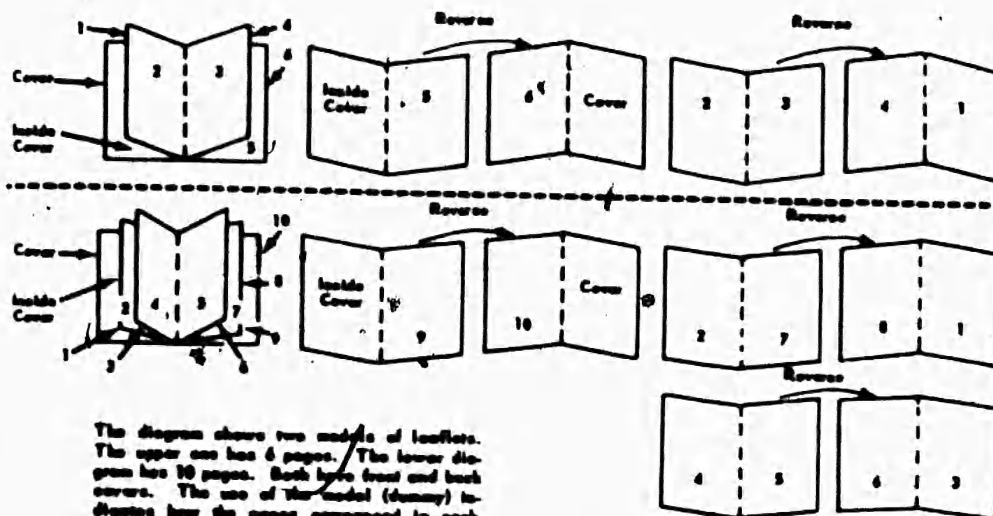 1
4
2
3
6
Cover
Inside
Cover
5
Reverse
Inside
Cover
5
6
Cover
Reverse
2
3
4
1
Reverse
10
Cover
8
Inside
Cover
2
4
5
7
9
1
3
6
Inside
Cover
9
10
Cover
Reverse
2
7
8
1
Reverse
4
5
6
3
The diagram shows two models of leaflets.
The upper one has 6 pages. The lower dia-
gram has 10 pages. Both have front and back
covers. The use of the model (dummy) in-
dicates how the pages